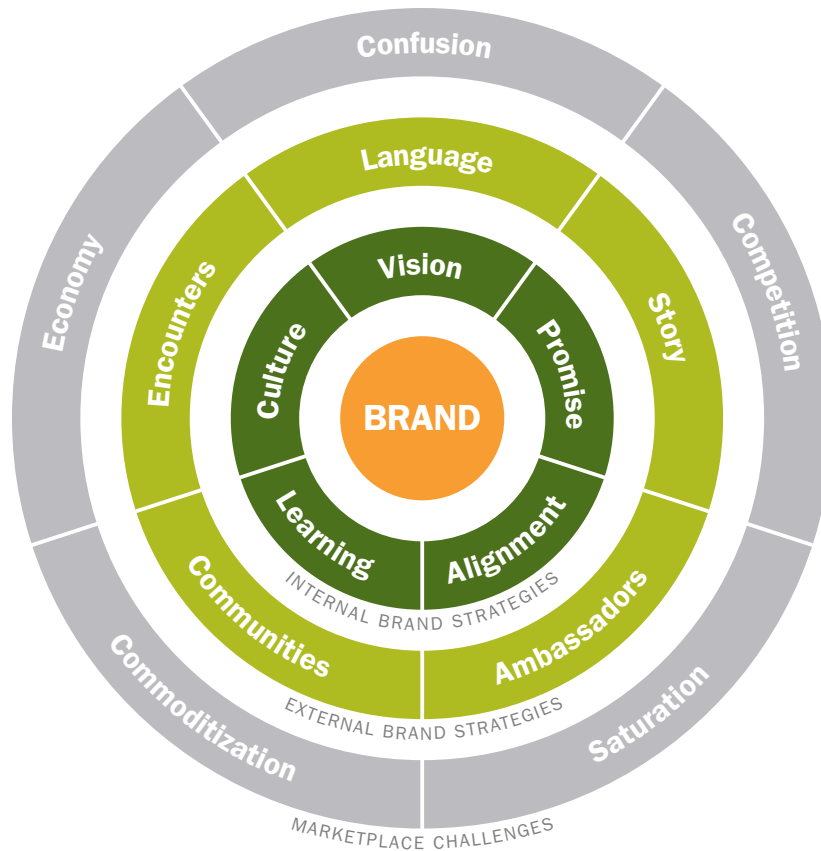 Confusion
Competition
Saturation
Commoditization
Economy
Language
Story
Ambassadors
Communities
Encounters
Vision
Promise
Alignment
Learning
Culture
BRAND
INTERNAL BRAND STRATEGIES
EXTERNAL BRAND STRATEGIES
MARKETPLACE CHALLENGES